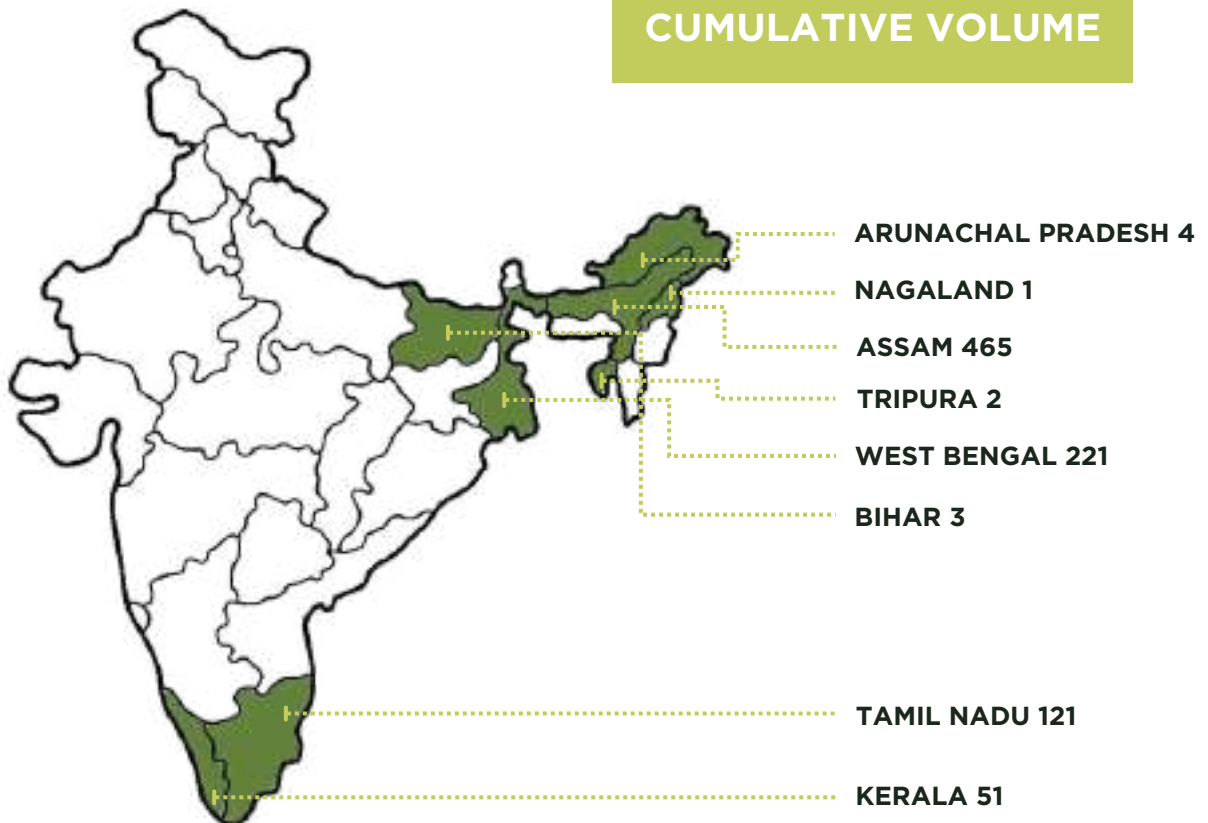 CUMULATIVE VOLUME
ARUNACHAL PRADESH 4
NAGALAND 1
ASSAM 465
TRIPURA 2
WEST BENGAL 221
BIHAR 3
TAMIL NADU 121
KERALA 51